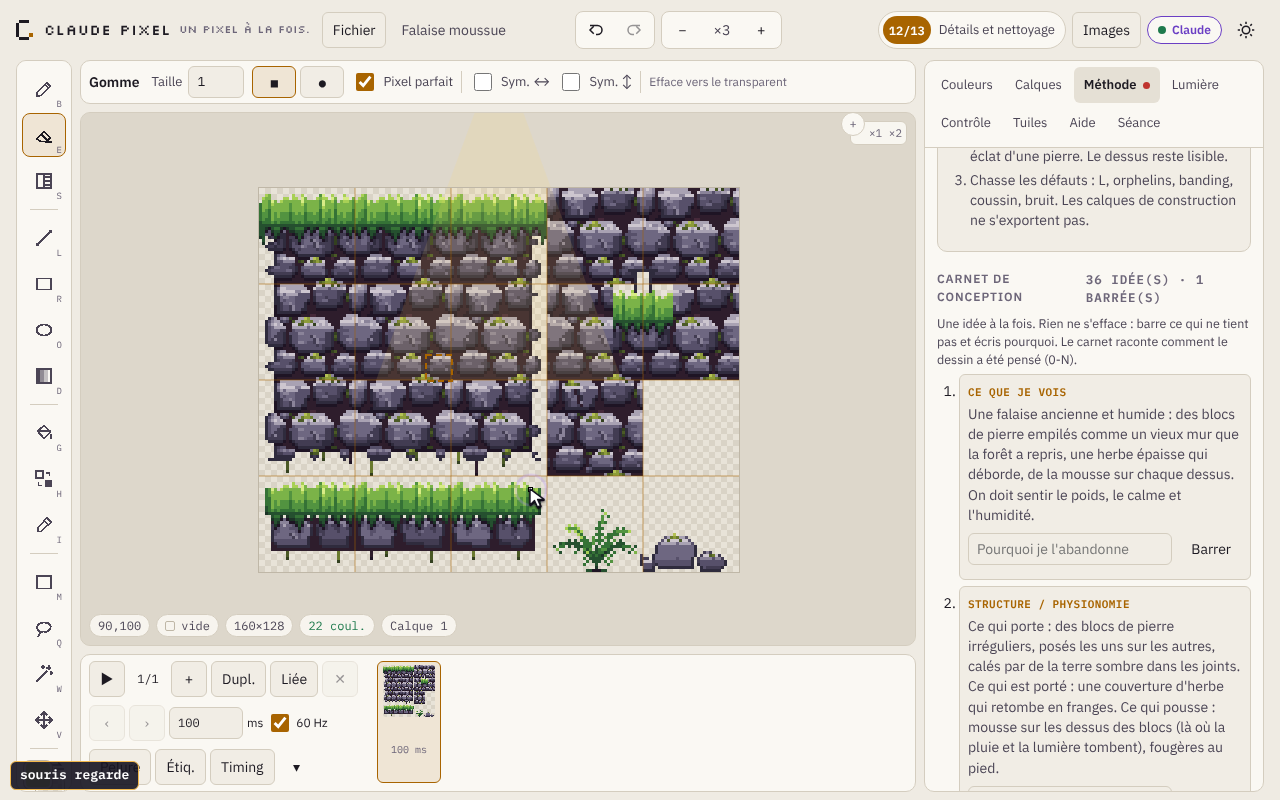 CLAUDE PIXEL UN PIXEL À LA FOIS. Fichier Falaise moussue − ×3 + 12/13 Détails et nettoyage Images Claude
Gomme Taille 1 Pixel parfait Sym. ↔ Sym. ↕ Efface vers le transparent
B
E
S
L
R
O
D
G
H
I
M
Q
W
V
+ ×1 ×2
90,100 vide 160×128 22 coul. Calque 1
1/1 + Dupl. Liée ×
‹ › 100 ms 60 Hz
Étiq. Timing ▼
100 ms
souris regarde
Couleurs Calques Méthode Lumière
Contrôle Tuiles Aide Séance
éclat d'une pierre. Le dessus reste lisible.
3. Chasse les défauts : L, orphelins, banding,
coussin, bruit. Les calques de construction
ne s'exportent pas.
CARNET DE CONCEPTION
36 IDÉE(S) · 1 BARRÉE(S)
Une idée à la fois. Rien ne s'efface : barre ce qui ne tient
pas et écris pourquoi. Le carnet raconte comment le
dessin a été pensé (0-N).
1. CE QUE JE VOIS
Une falaise ancienne et humide : des blocs
de pierre empilés comme un vieux mur que
la forêt a repris, une herbe épaisse qui
déborde, de la mousse sur chaque dessus.
On doit sentir le poids, le calme et
l'humidité.
Pourquoi je l'abandonne Barrer
2. STRUCTURE / PHYSIONOMIE
Ce qui porte : des blocs de pierre
irréguliers, posés les uns sur les autres,
calés par de la terre sombre dans les joints.
Ce qui est porté : une couverture d'herbe
qui retombe en franges. Ce qui pousse :
mousse sur les dessus des blocs (là où la
pluie et la lumière tombent), fougères au
pied.